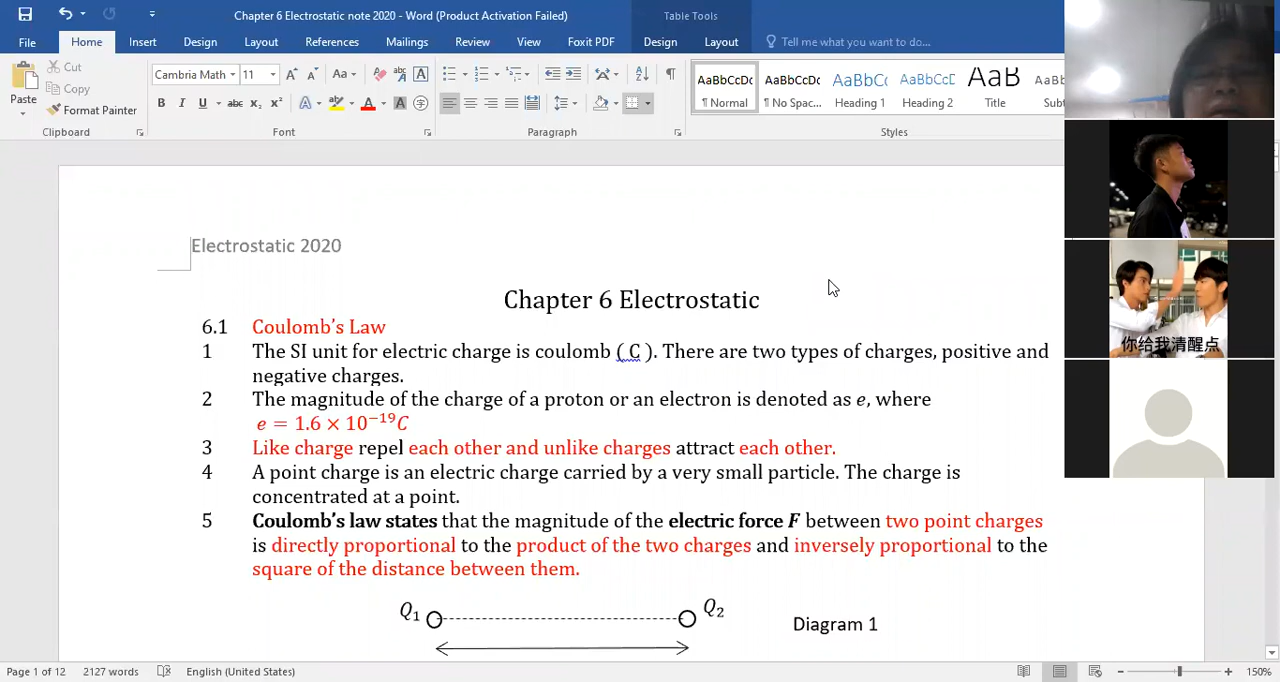 Chapter 6 Electrostatic note 2020 - Word (Product Activation Failed)
Table Tools
File
Home
Insert
Design
Layout
References
Mailings
Review
View
Foxit PDF
Design
Layout
Tell me what you want to do...
Paste
Cut
Copy
Format Painter
Clipboard
Cambria Math
11
Font
Paragraph
AaBbCcDc
¶ Normal
AaBbCcDc
¶ No Spac...
AaBbC
Heading 1
AaBbCcD
Heading 2
AaB
Title
AaBb
Subt
Styles
Electrostatic 2020
Chapter 6 Electrostatic
6.1 Coulomb's Law
1 The SI unit for electric charge is coulomb ( C ). There are two types of charges, positive and
negative charges.
2 The magnitude of the charge of a proton or an electron is denoted as e, where
e = 1.6 × 10⁻¹⁹C
3 Like charge repel each other and unlike charges attract each other.
4 A point charge is an electric charge carried by a very small particle. The charge is
concentrated at a point.
5 Coulomb's law states that the magnitude of the electric force F between two point charges
is directly proportional to the product of the two charges and inversely proportional to the
square of the distance between them.
Q₁
Q₂
Diagram 1
你给我清醒点
Page 1 of 12
2127 words
English (United States)
150%